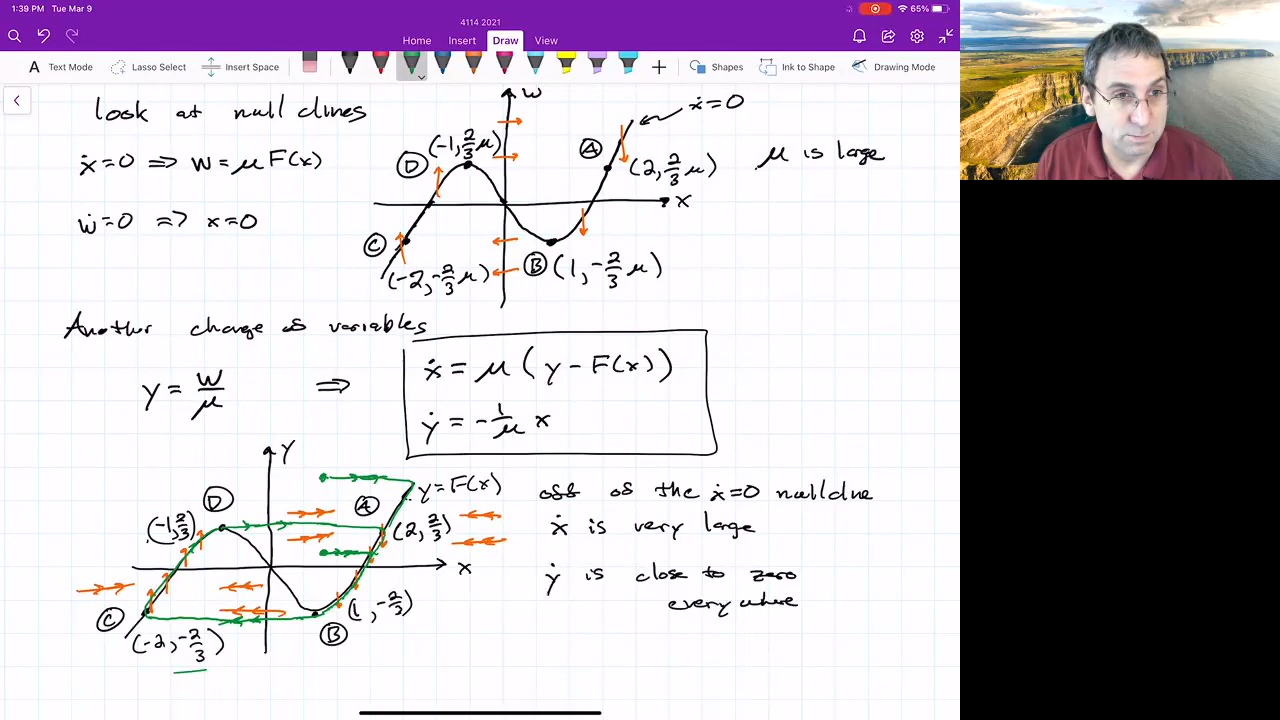 1:39 PM Tue Mar 9
65%
4114 2021
Home Insert Draw View
Text Mode Lasso Select Insert Space Shapes Ink to Shape Drawing Mode
look at null clines
ẋ=0 ⇒ w = μ F(x)
ẇ=0 ⇒ x=0
w
ẋ=0
D (-1, 2/3 μ)
A (2, 2/3 μ)
μ is large
x
C (-2, -2/3 μ)
B (1, -2/3 μ)
Another change of variables
y = w/μ ⇒
ẋ = μ ( y - F(x) )
ẏ = - 1/μ x
Y
y = F(x)
D (-1, 2/3)
A (2, 2/3)
x
C (-2, -2/3)
B (1, -2/3)
off of the ẋ=0 nullcline
ẋ is very large
ẏ is close to zero
everywhere